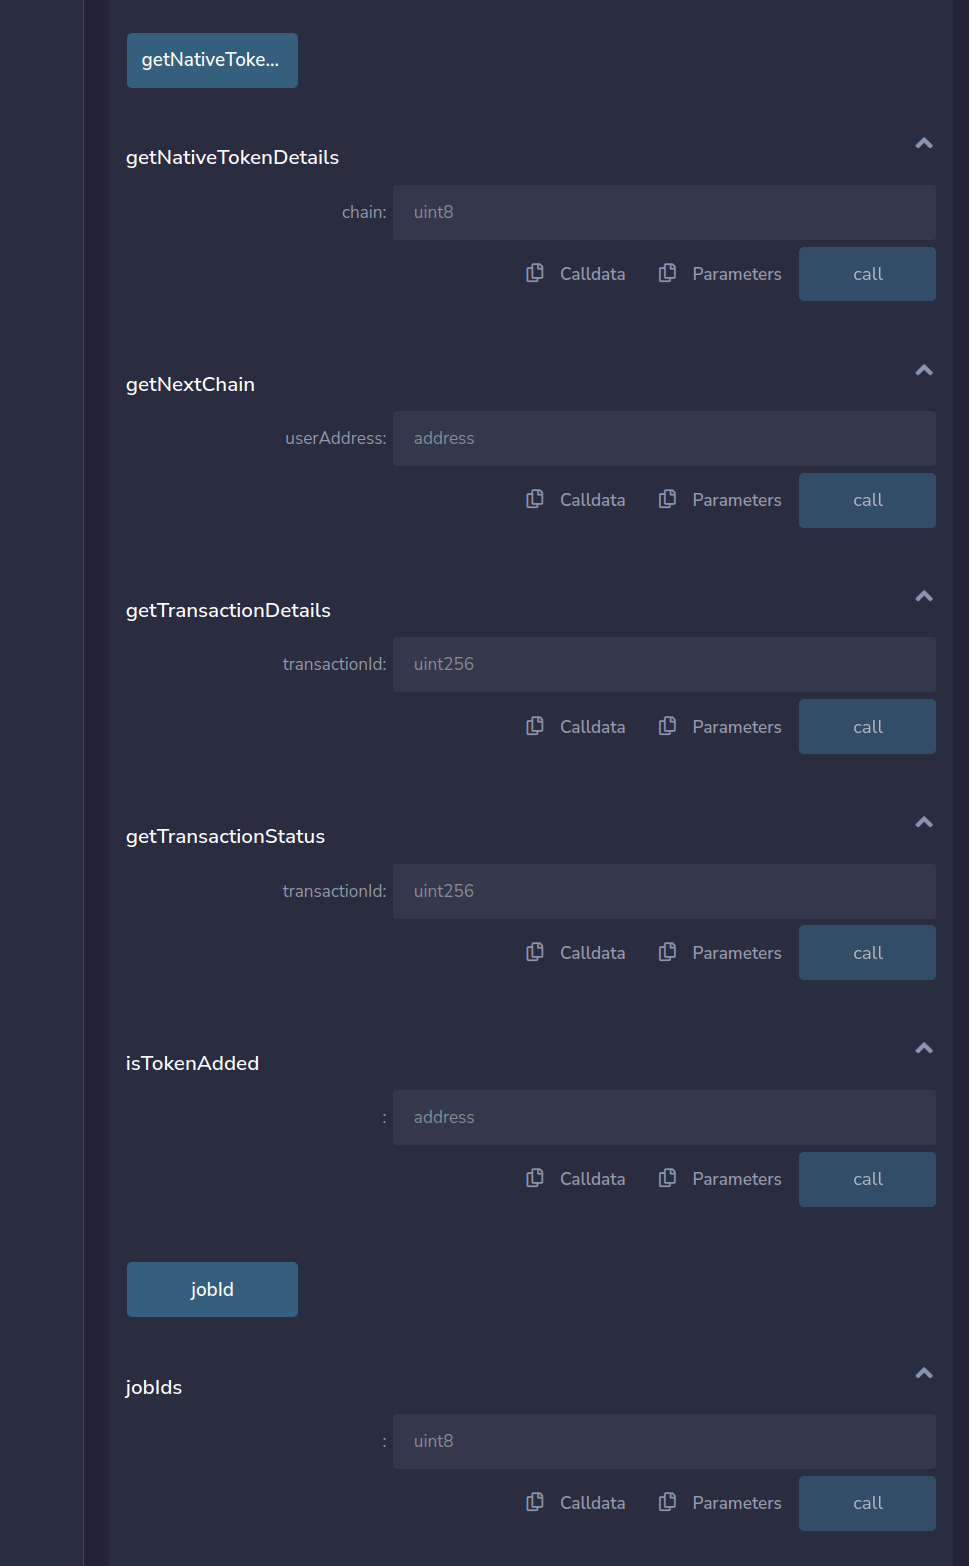 getNativeToke...
getNativeTokenDetails
chain: uint8
Calldata Parameters call
getNextChain
userAddress: address
Calldata Parameters call
getTransactionDetails
transactionId: uint256
Calldata Parameters call
getTransactionStatus
transactionId: uint256
Calldata Parameters call
isTokenAdded
: address
Calldata Parameters call
jobId
jobIds
: uint8
Calldata Parameters call